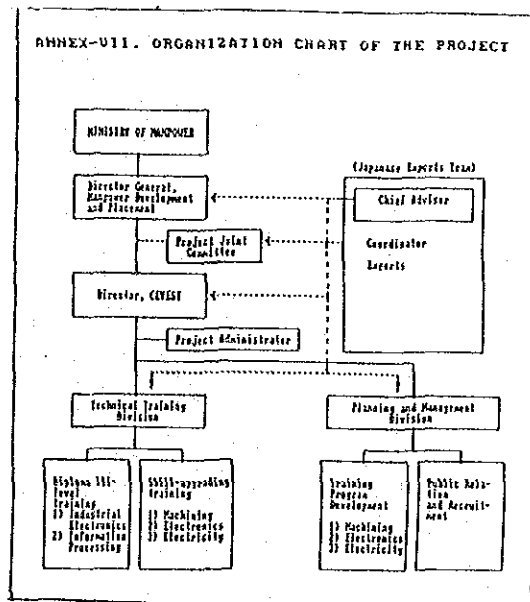 ANNEX-VII. ORGANIZATION CHART OF THE PROJECT
MINISTRY OF MANPOWER
(Japanese Experts Team)
Director General,
Manpower Development
and Placement
Chief Advisor
Project Joint
Committee
Coordinator
Experts
Director, CEVEST
Project Administrator
Technical Training
Division
Planning and Management
Division
Diploma III-
level
Training
1) Industrial
Electronics
2) Information
Processing
upgrading
Training
1) Machining
2) Electronics
3) Electricity
Training
Program
Development
1) Machining
2) Electronics
3) Electricity
Public Rela-
tion
and Recruit-
ment